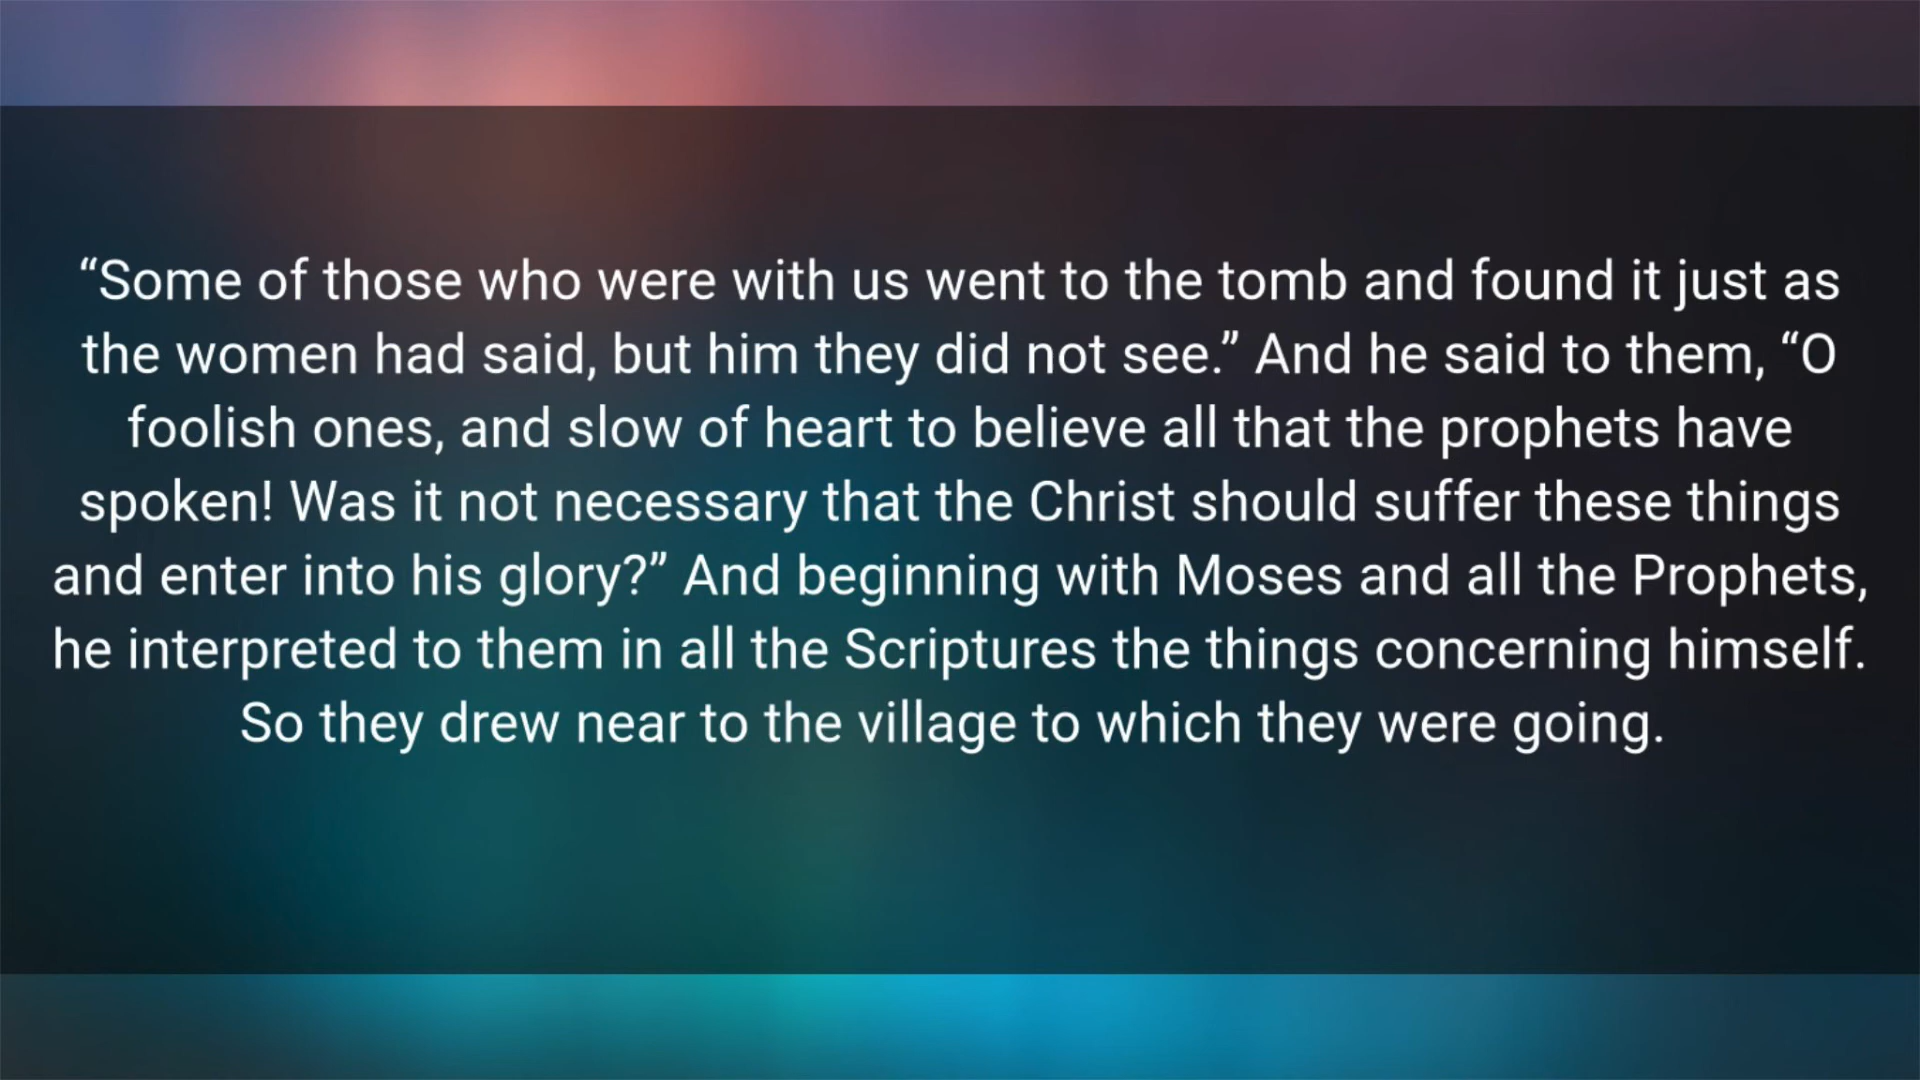 “Some of those who were with us went to the tomb and found it just as
the women had said, but him they did not see.” And he said to them, “O
foolish ones, and slow of heart to believe all that the prophets have
spoken! Was it not necessary that the Christ should suffer these things
and enter into his glory?” And beginning with Moses and all the Prophets,
he interpreted to them in all the Scriptures the things concerning himself.
So they drew near to the village to which they were going.